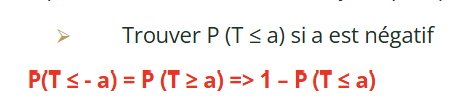 ➢ Trouver P (T ≤ a) si a est négatif
P(T ≤ - a) = P (T ≥ a) => 1 – P (T ≤ a)